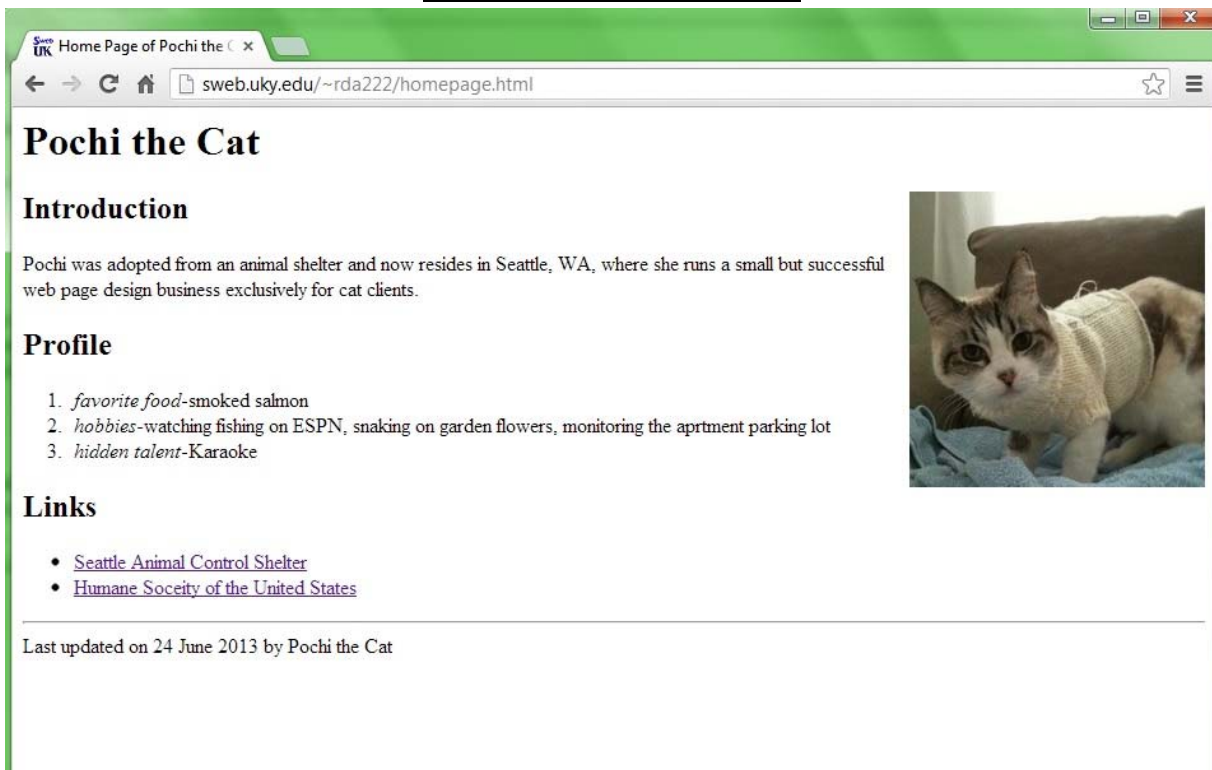 Sweb
UK Home Page of Pochi the C
sweb.uky.edu/~rda222/homepage.html
Pochi the Cat
Introduction
Pochi was adopted from an animal shelter and now resides in Seattle, WA, where she runs a small but successful
web page design business exclusively for cat clients.
Profile
1. favorite food-smoked salmon
2. hobbies-watching fishing on ESPN, snaking on garden flowers, monitoring the aprtment parking lot
3. hidden talent-Karaoke
Links
• Seattle Animal Control Shelter
• Humane Soceity of the United States
Last updated on 24 June 2013 by Pochi the Cat